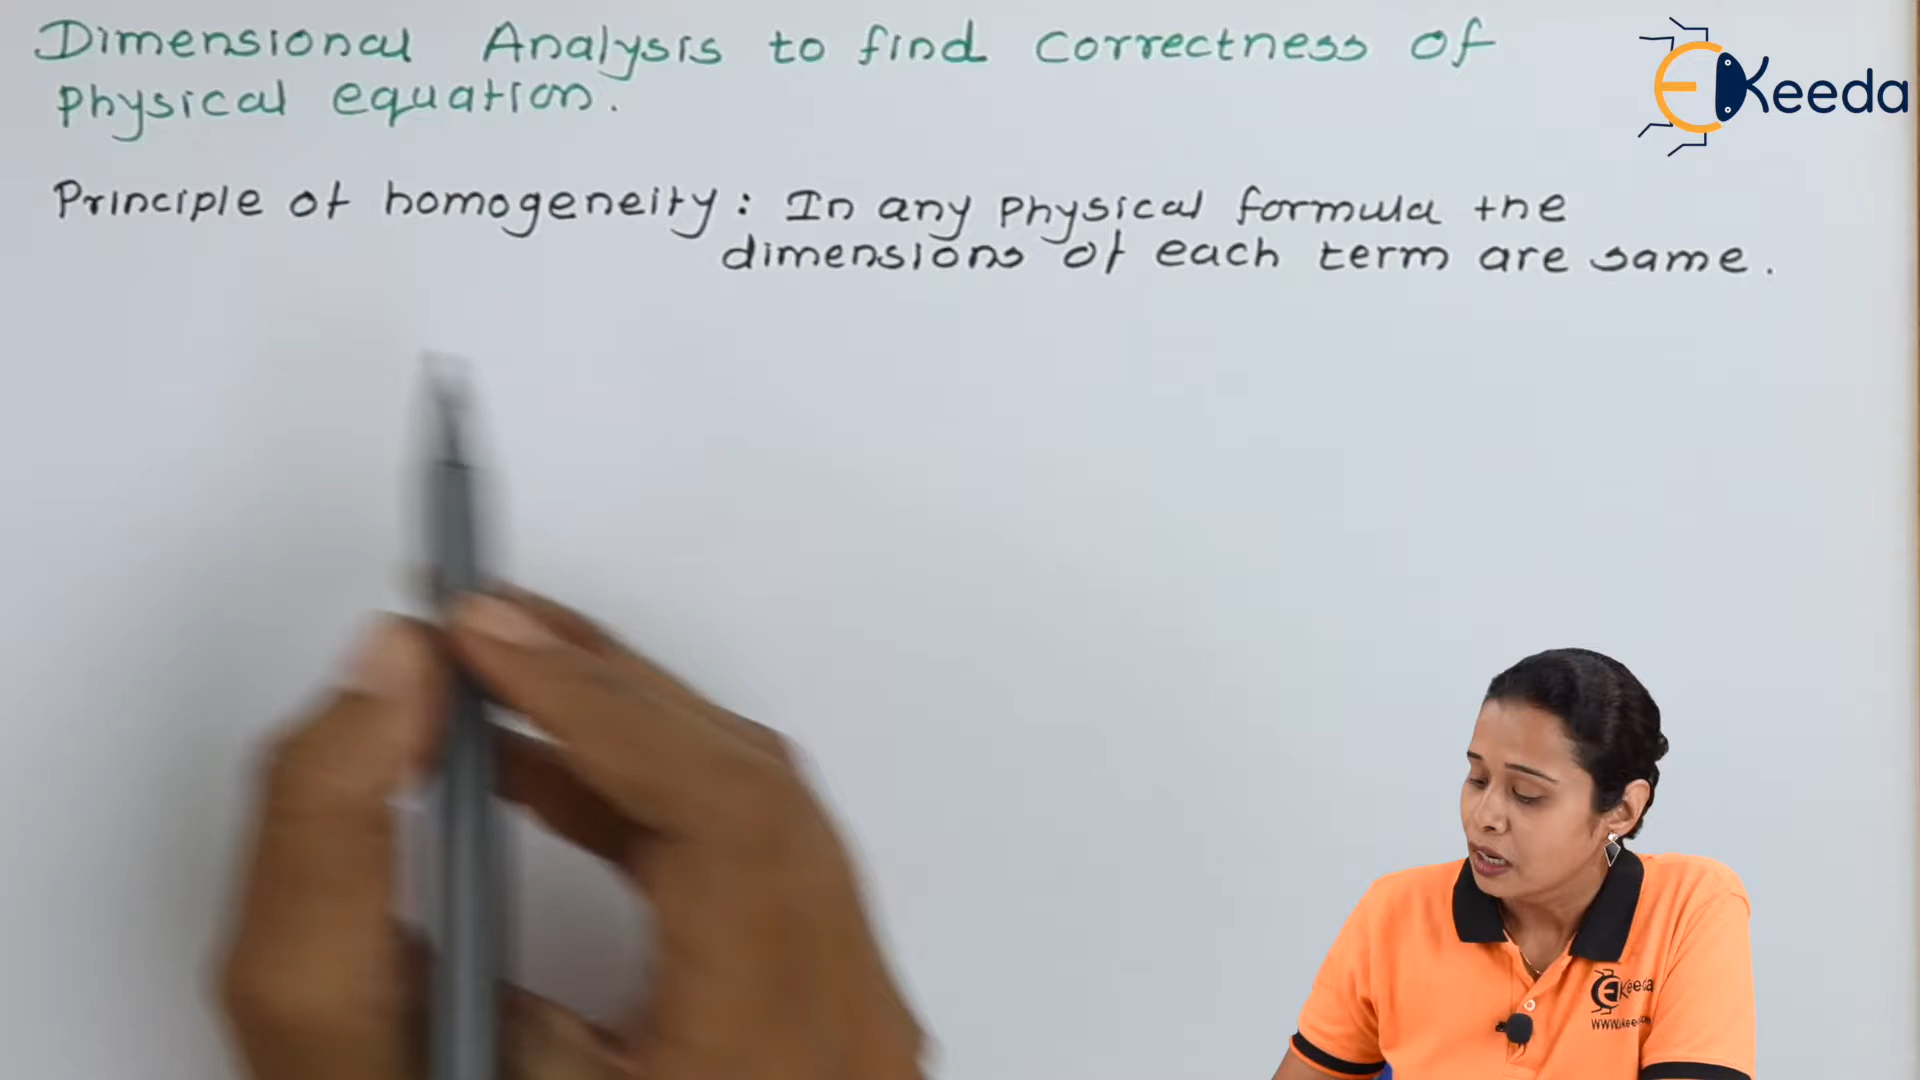 Dimensional Analysis to find correctness of
physical equation.
EKeeda
Principle of homogeneity : In any physical formula the
dimensions of each term are same.
EKeeda